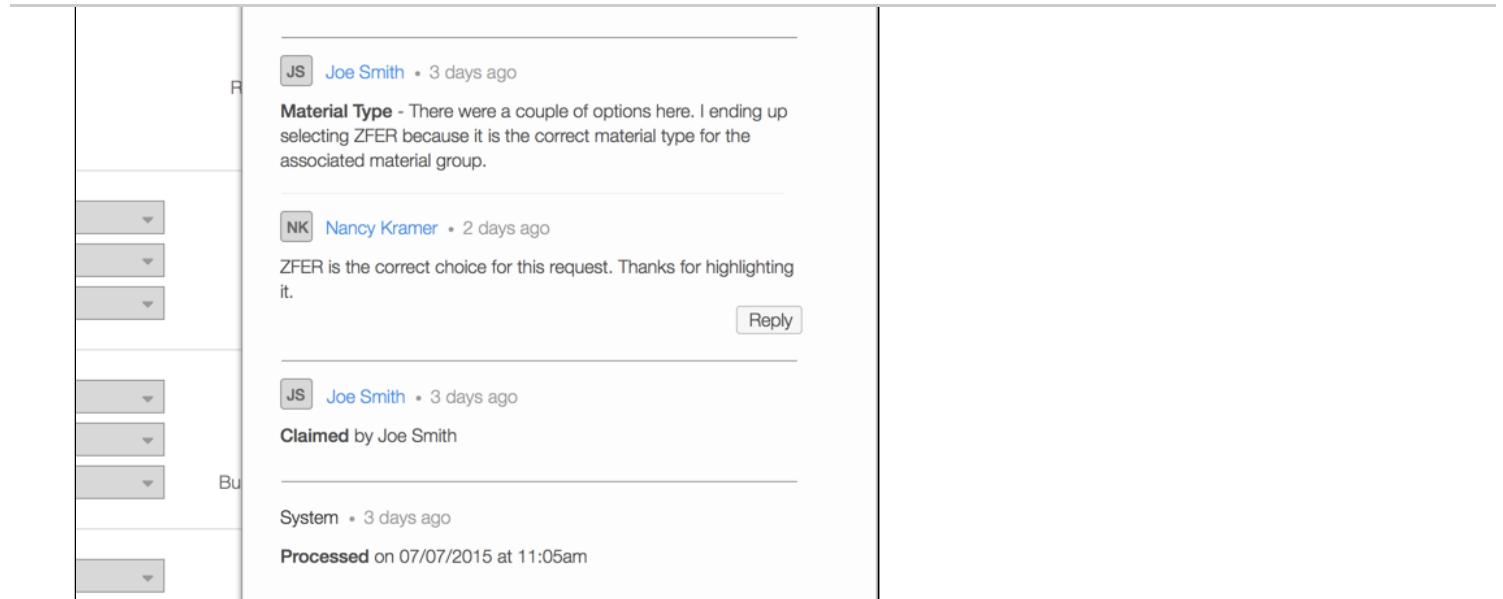 R
JS Joe Smith • 3 days ago
Material Type - There were a couple of options here. I ending up
selecting ZFER because it is the correct material type for the
associated material group.
NK Nancy Kramer • 2 days ago
ZFER is the correct choice for this request. Thanks for highlighting
it.
Reply
JS Joe Smith • 3 days ago
Claimed by Joe Smith
Bu
System • 3 days ago
Processed on 07/07/2015 at 11:05am